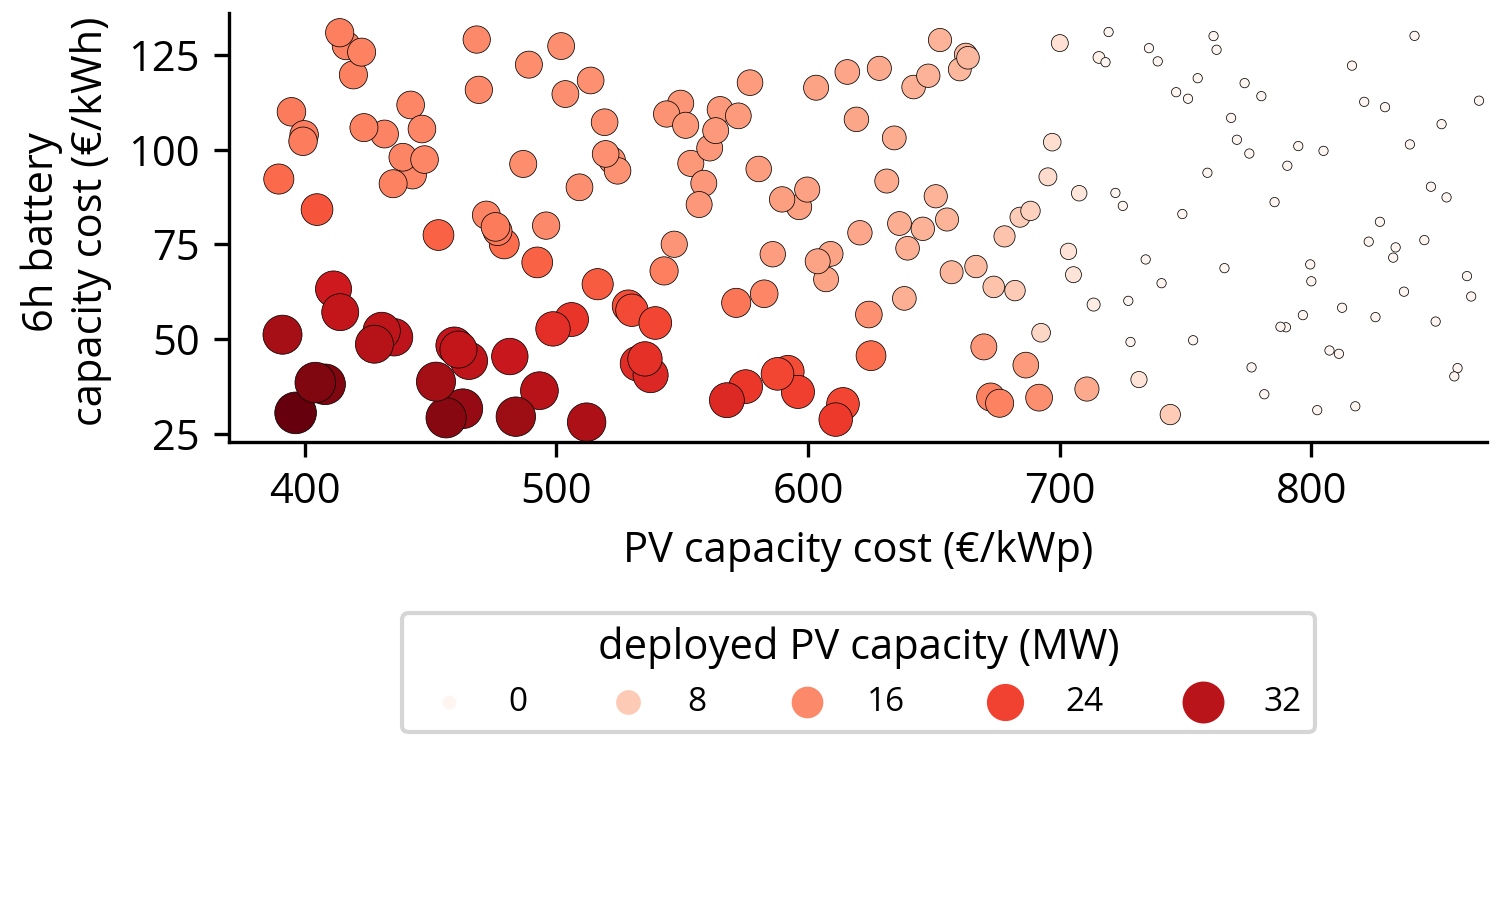 6h battery
capacity cost (€/kWh)
125
100
75
50
25
400 500 600 700 800
PV capacity cost (€/kWp)
deployed PV capacity (MW)
0 8 16 24 32